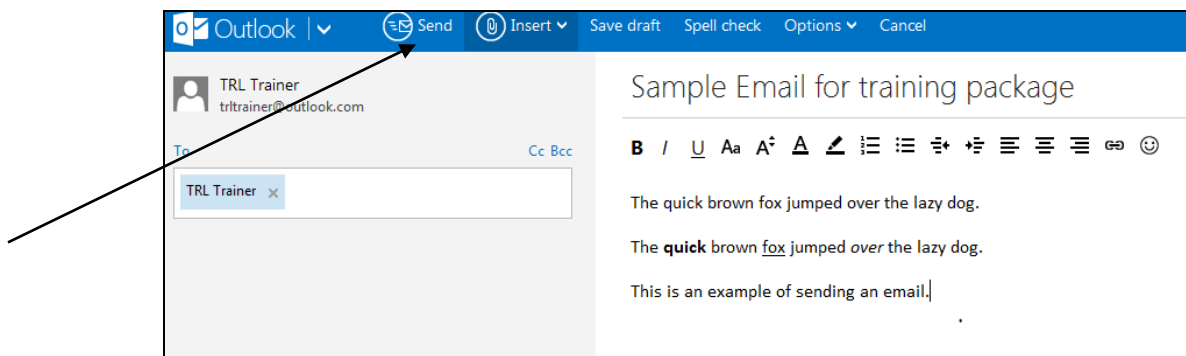 Outlook Send Insert Save draft Spell check Options Cancel
TRL Trainer
trltrainer@outlook.com
To Cc Bcc
TRL Trainer ×
Sample Email for training package
B I U Aa A A
The quick brown fox jumped over the lazy dog.
The quick brown fox jumped over the lazy dog.
This is an example of sending an email.